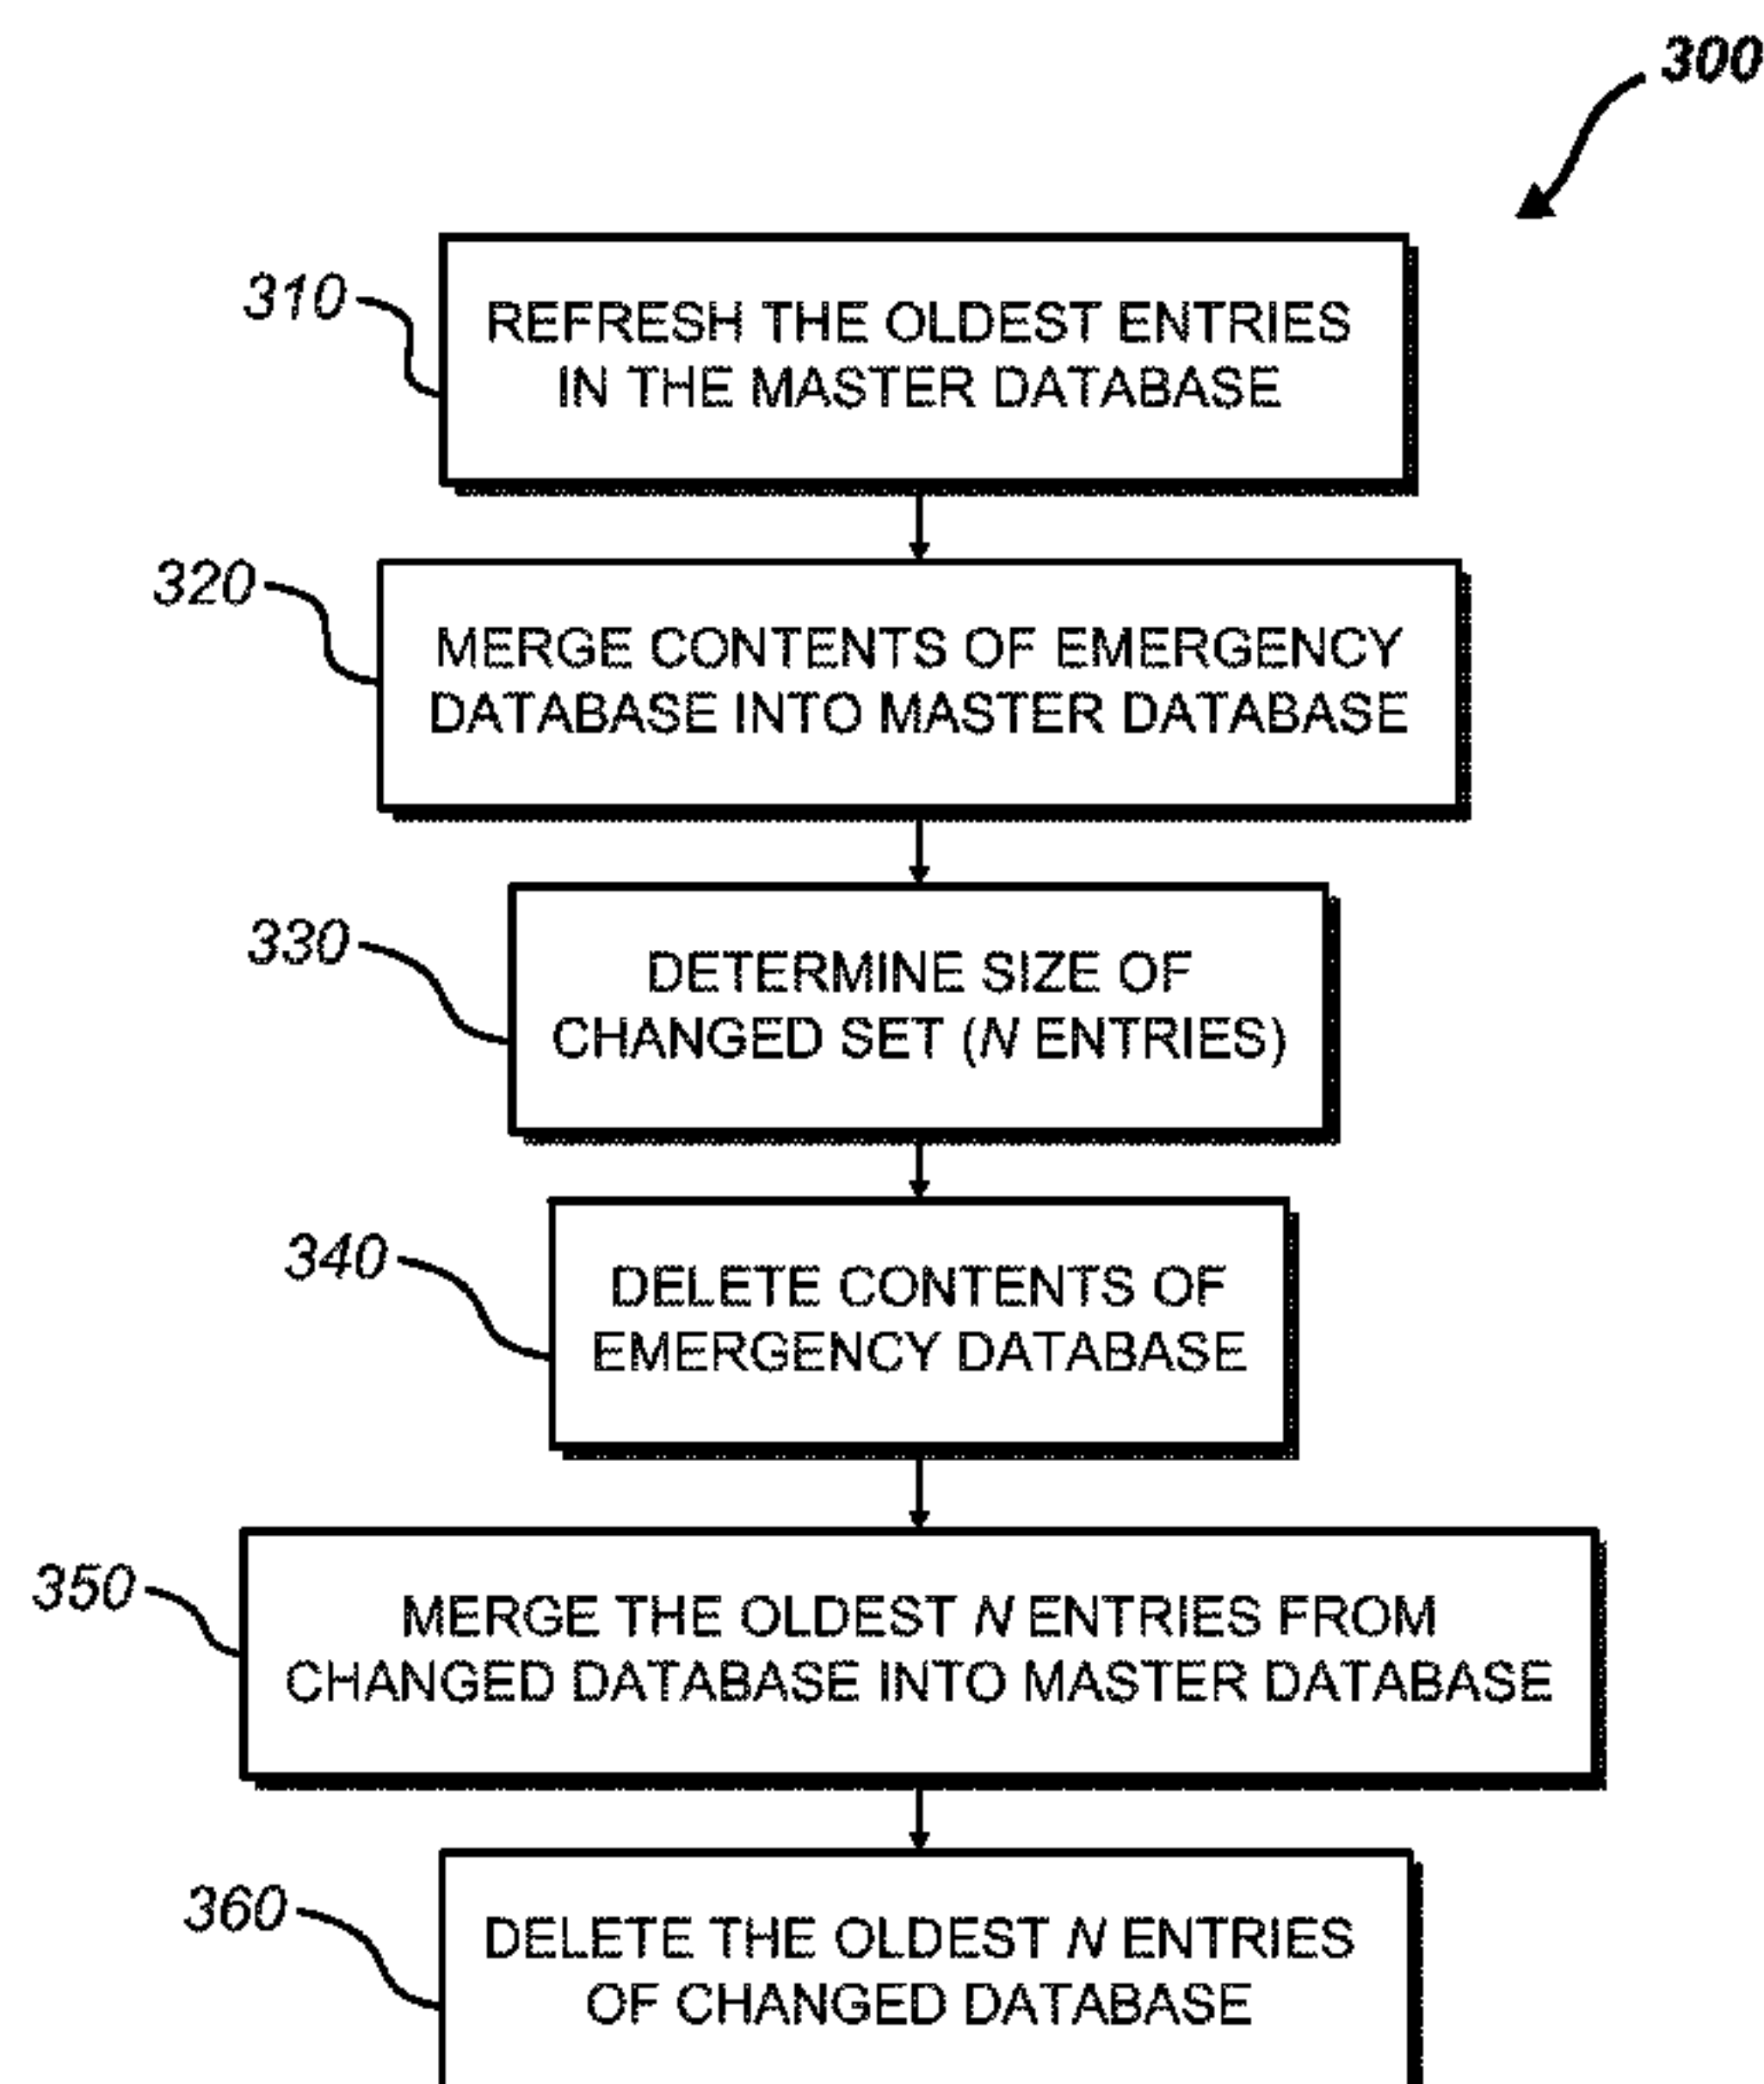 300
310
REFRESH THE OLDEST ENTRIES
IN THE MASTER DATABASE
320
MERGE CONTENTS OF EMERGENCY
DATABASE INTO MASTER DATABASE
330
DETERMINE SIZE OF
CHANGED SET (N ENTRIES)
340
DELETE CONTENTS OF
EMERGENCY DATABASE
350
MERGE THE OLDEST N ENTRIES FROM
CHANGED DATABASE INTO MASTER DATABASE
360
DELETE THE OLDEST N ENTRIES
OF CHANGED DATABASE